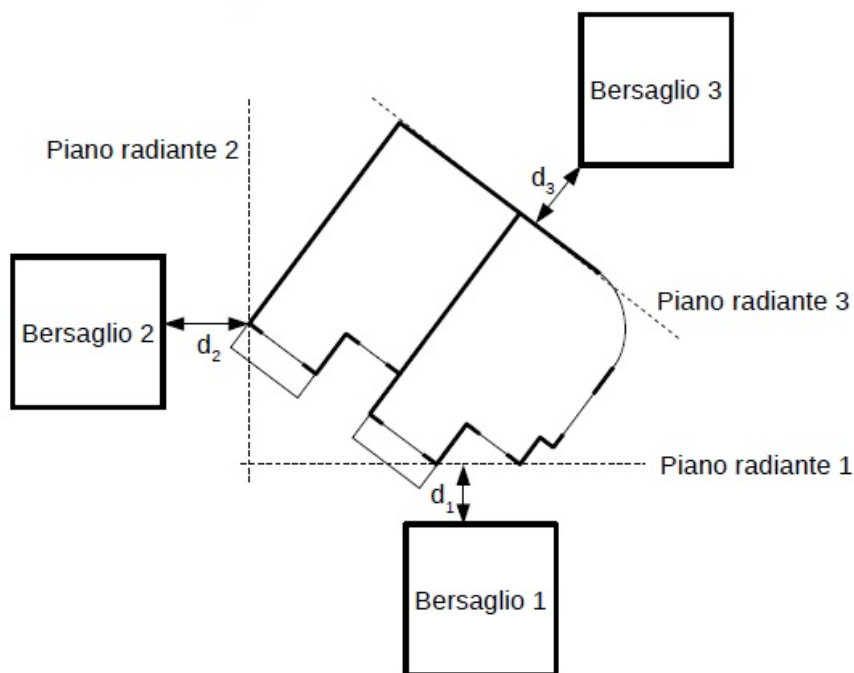 Bersaglio 3
Piano radiante 2
d3
Piano radiante 3
Bersaglio 2
d2
Piano radiante 1
d1
Bersaglio 1